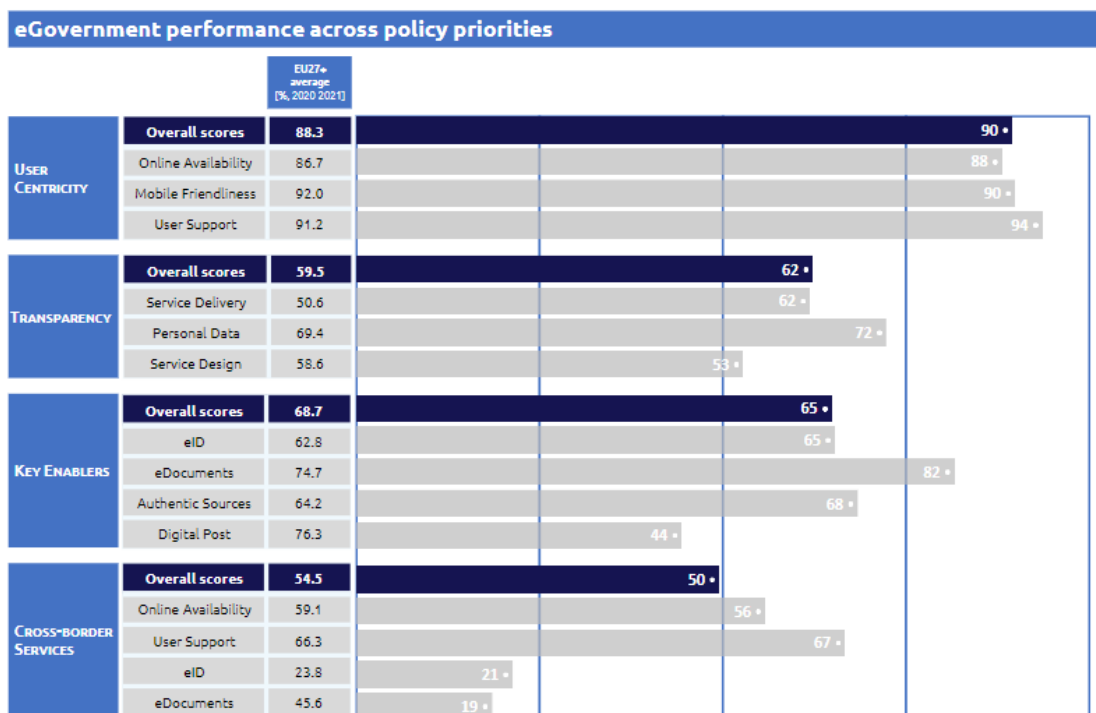 eGovernment performance across policy priorities
EU27+
average
[%, 2020 2021]
USER
CENTRICITY
Overall scores 88.3 90
Online Availability 86.7 88
Mobile Friendliness 92.0 90
User Support 91.2 94
TRANSPARENCY
Overall scores 59.5 62
Service Delivery 50.6 62
Personal Data 69.4 72
Service Design 58.6 53
KEY ENABLERS
Overall scores 68.7 65
eID 62.8 65
eDocuments 74.7 82
Authentic Sources 64.2 68
Digital Post 76.3 44
CROSS-BORDER
SERVICES
Overall scores 54.5 50
Online Availability 59.1 56
User Support 66.3 67
eID 23.8 21
eDocuments 45.6 19